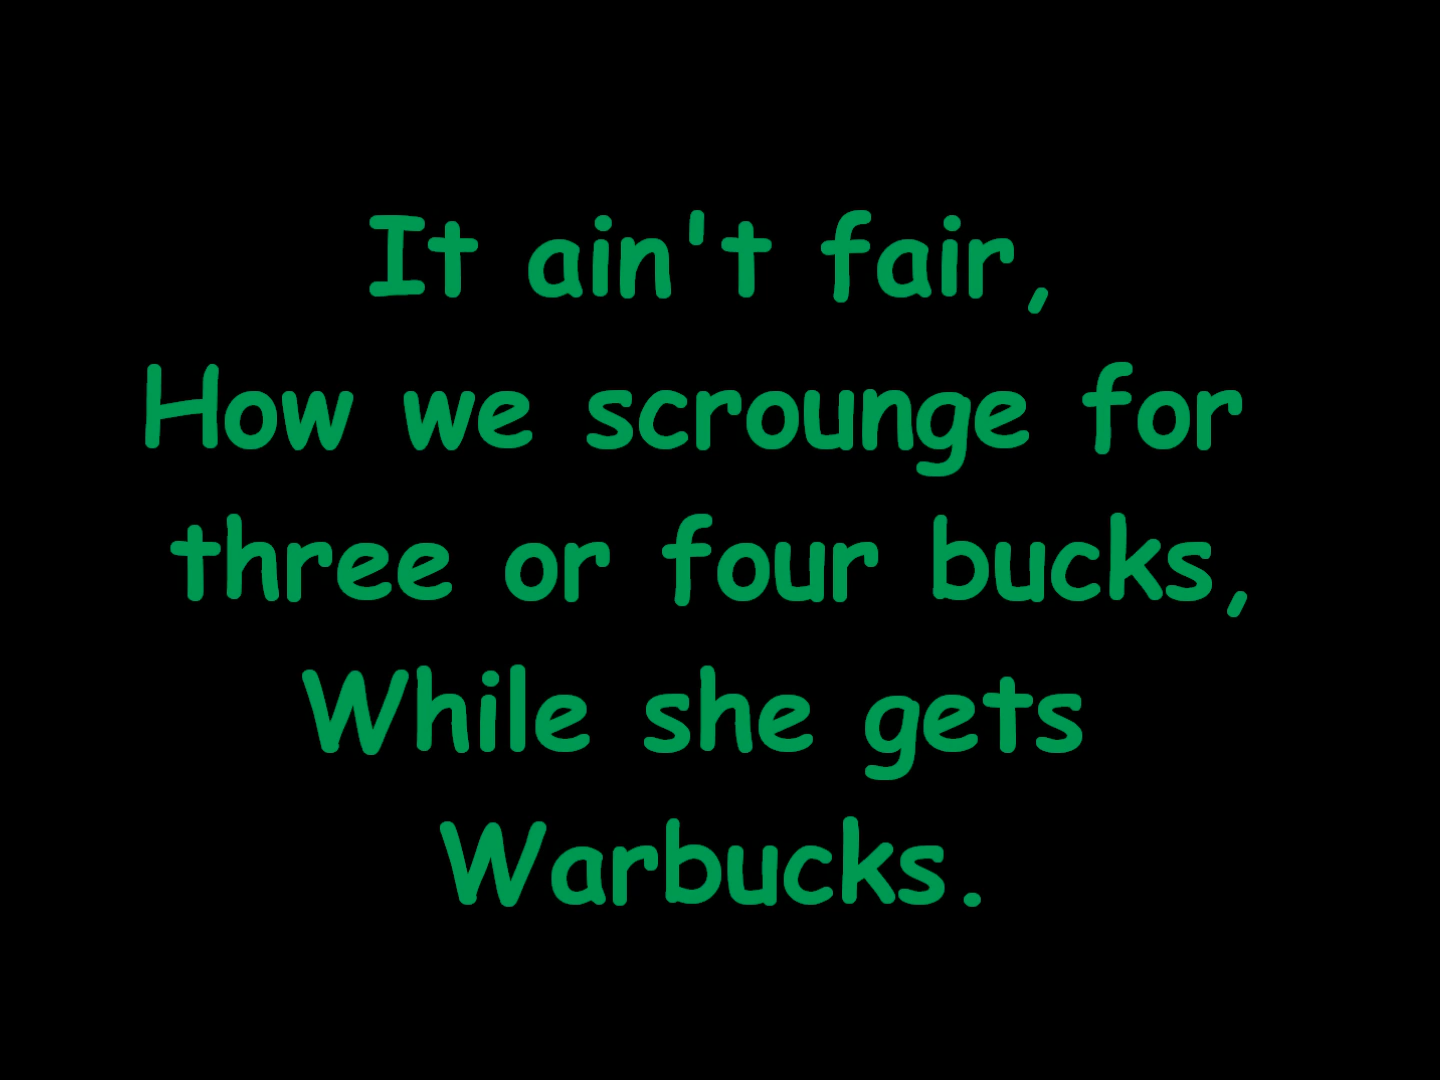 It ain't fair,
How we scrounge for
three or four bucks,
While she gets
Warbucks.